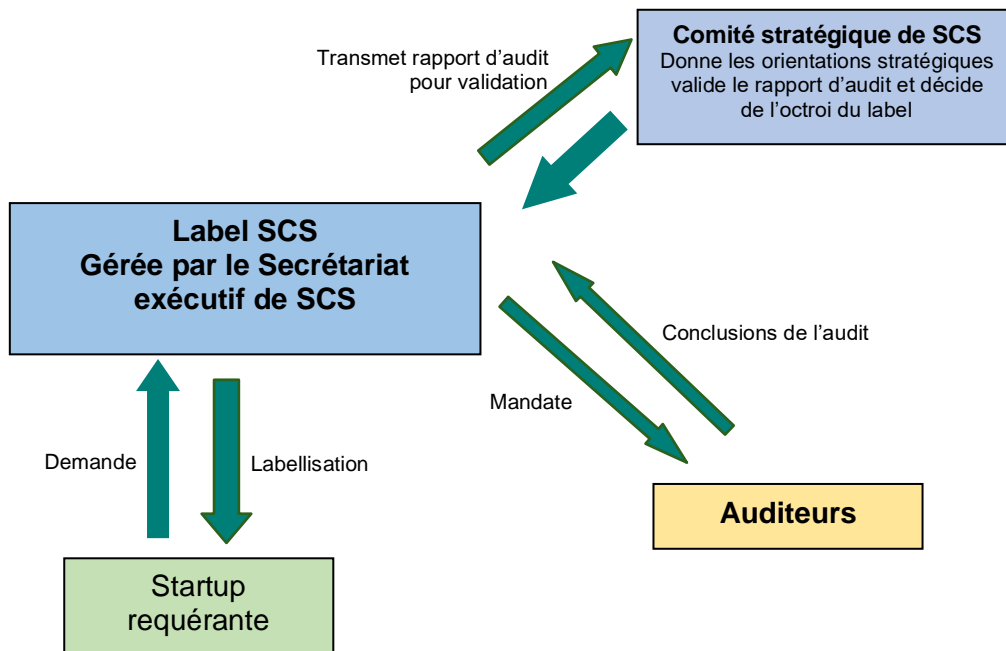 Transmet rapport d’audit
pour validation
Comité stratégique de SCS
Donne les orientations stratégiques
valide le rapport d’audit et décide
de l’octroi du label
Label SCS
Gérée par le Secrétariat
exécutif de SCS
Conclusions de l’audit
Mandate
Demande
Labellisation
Auditeurs
Startup
requérante